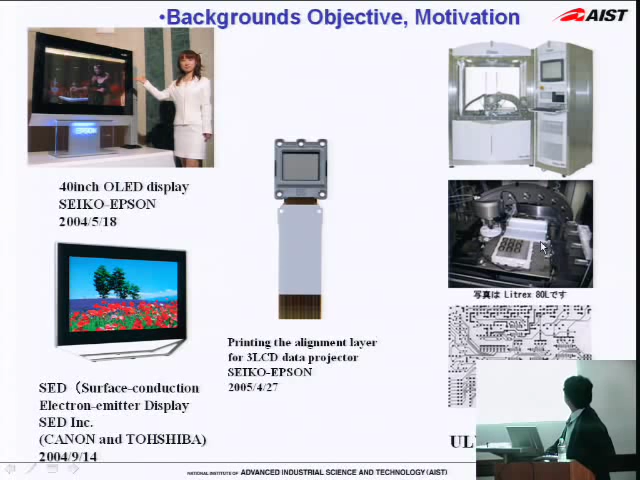 •Backgrounds Objective, Motivation
AIST
EPSON
40inch OLED display
SEIKO-EPSON
2004/5/18
写真は Litrex 80Lです
Printing the alignment layer
for 3LCD data projector
SEIKO-EPSON
2005/4/27
SED（Surface-conduction
Electron-emitter Display
SED Inc.
(CANON and TOHSHIBA)
2004/9/14
UL
NATIONAL INSTITUTE OF ADVANCED INDUSTRIAL SCIENCE AND TECHNOLOGY (AIST)